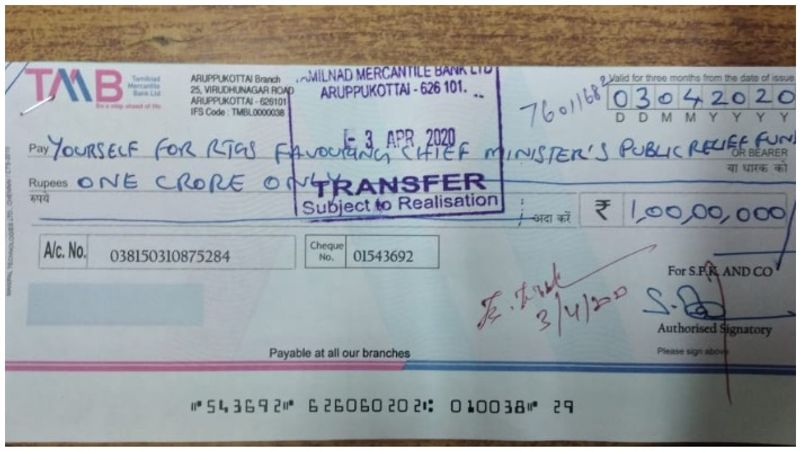 TMB
Tamilnad
Mercantile
Bank Ltd
Be a step ahead of life
ARUPPUKOTTAI Branch
25, VIRUDHUNAGAR ROAD
ARUPPUKOTTAI - 626101
IFS Code : TMBL0000038
TAMILNAD MERCANTILE BANK LTD
ARUPPUKOTTAI - 626 101.
- 3 APR 2020
TRANSFER
Subject to Realisation
7601168
Valid for three months from the date of issue
03042020
D D M M Y Y Y Y
Pay YOURSELF FOR RTGS FAVOURING CHIEF MINISTER'S PUBLIC RELIEF FUND
OR BEARER
या धारक को
Rupees ONE CRORE ONLY
रुपये
अदा करें ₹ 1,00,00,000/
A/c. No. 038150310875284
Cheque No. 01543692
For S.P.K. AND CO
3/4/200
Authorised Signatory
Please sign above
Payable at all our branches
⑈543692⑈ 626060202⑆ 010038⑈ 29